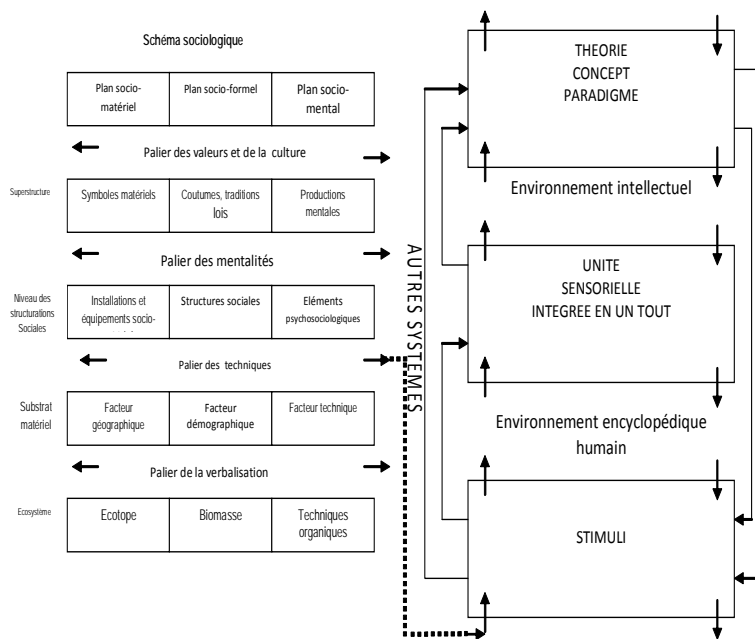 Schéma sociologique
Plan socio-
matériel
Plan socio-formel
Plan socio-
mental
Palier des valeurs et de la culture
Superstructure
Symboles matériels
Coutumes, traditions
lois
Productions
mentales
Palier des mentalités
Niveau des
structurations
Sociales
Installations et
équipements socio-
Structures sociales
Eléments
psychosociologiques
Palier des techniques
Substrat
matériel
Facteur
géographique
Facteur
démographique
Facteur technique
Palier de la verbalisation
Ecosystème
Ecotope
Biomasse
Techniques
organiques
AUTRES SYSTEMES
THEORIE
CONCEPT
PARADIGME
Environnement intellectuel
UNITE
SENSORIELLE
INTEGREE EN UN TOUT
Environnement encyclopédique
humain
STIMULI